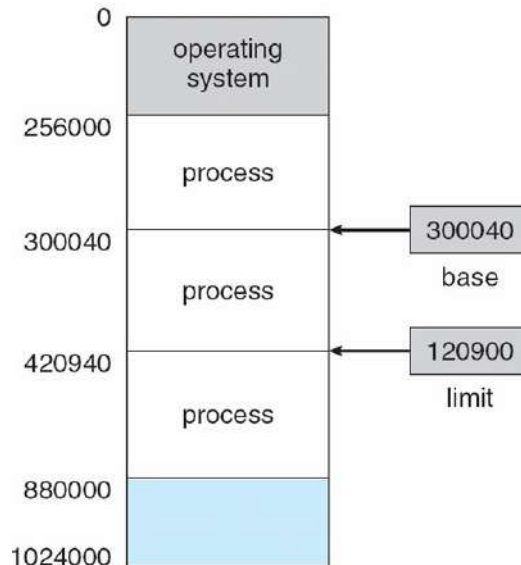 0
operating
system
256000
process
300040
300040
base
process
420940
120900
limit
process
880000
1024000